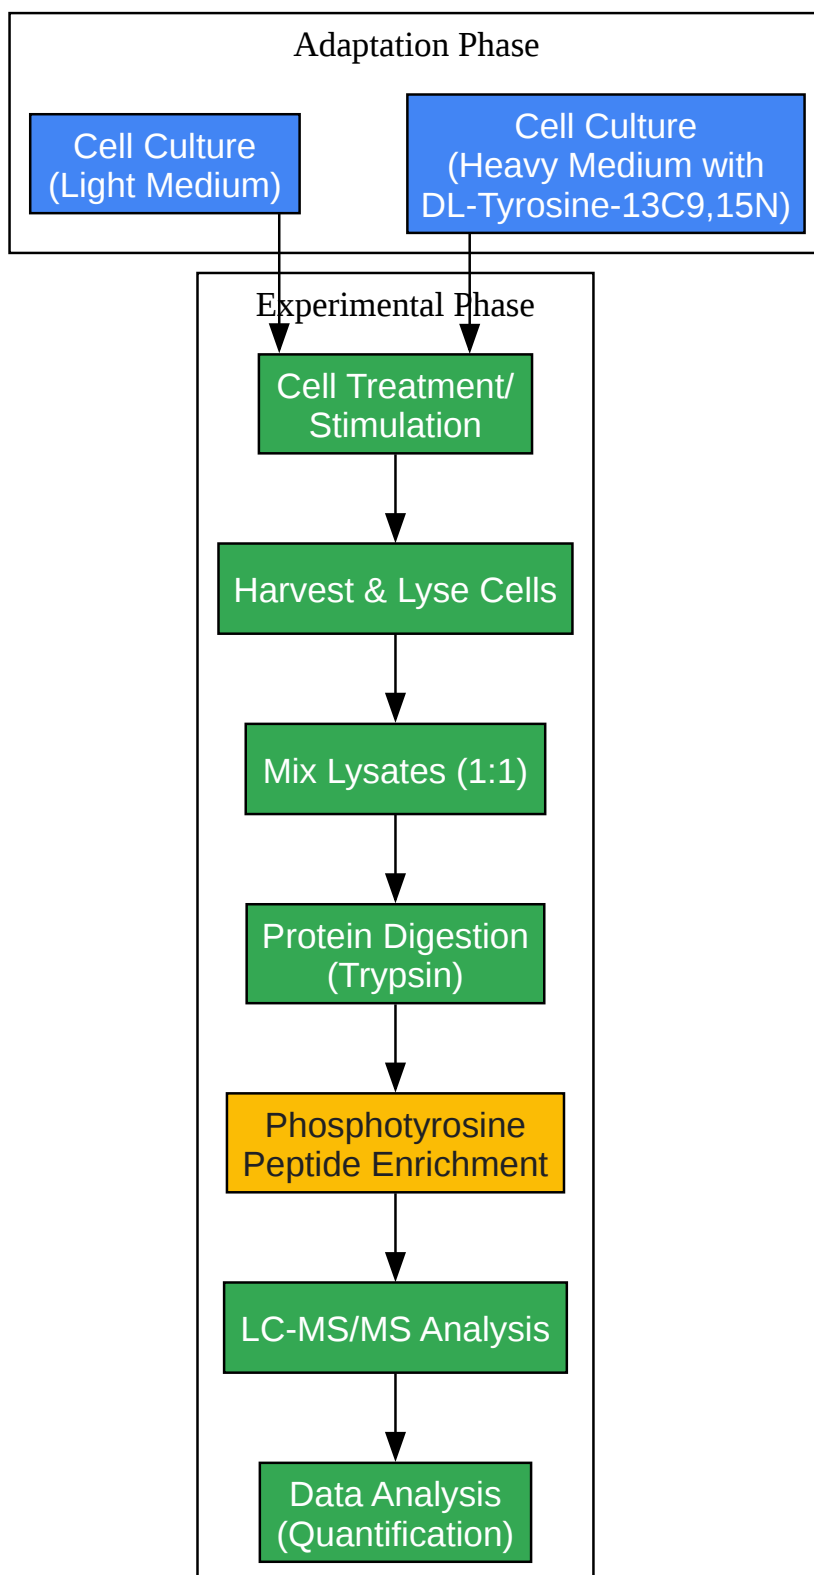 Adaptation Phase
Cell Culture
(Light Medium)
Cell Culture
(Heavy Medium with
DL-Tyrosine-13C9,15N)
Experimental Phase
Cell Treatment/
Stimulation
Harvest & Lyse Cells
Mix Lysates (1:1)
Protein Digestion
(Trypsin)
Phosphotyrosine
Peptide Enrichment
LC-MS/MS Analysis
Data Analysis
(Quantification)